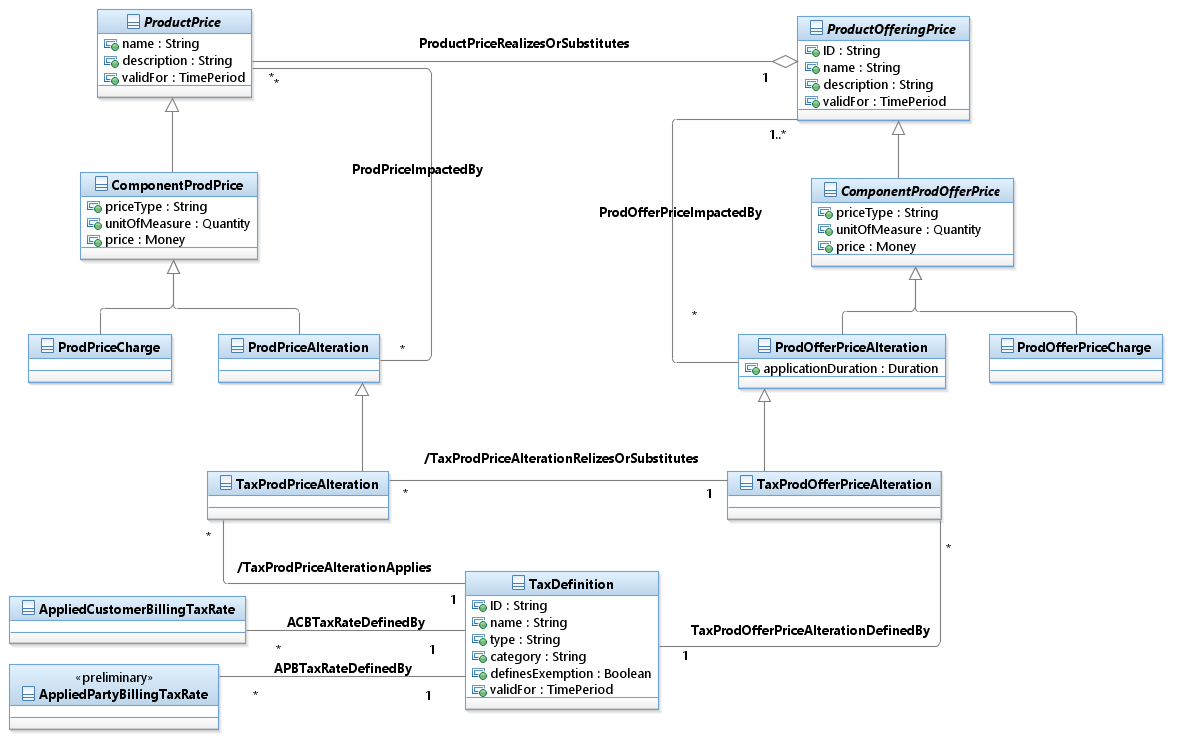 ProductPrice
name : String
description : String
validFor : TimePeriod
ProductPriceRealizesOrSubstitutes
*
*
1
ProductOfferingPrice
ID : String
name : String
description : String
validFor : TimePeriod
1..*
ProdPriceImpactedBy
ComponentProdPrice
priceType : String
unitOfMeasure : Quantity
price : Money
ProdOfferPriceImpactedBy
ComponentProdOfferPrice
priceType : String
unitOfMeasure : Quantity
price : Money
*
ProdPriceCharge
ProdPriceAlteration
*
ProdOfferPriceAlteration
applicationDuration : Duration
ProdOfferPriceCharge
/TaxProdPriceAlterationRelizesOrSubstitutes
TaxProdPriceAlteration
*
1
TaxProdOfferPriceAlteration
*
*
/TaxProdPriceAlterationApplies
1
TaxDefinition
ID : String
name : String
type : String
category : String
definesExemption : Boolean
validFor : TimePeriod
AppliedCustomerBillingTaxRate
ACBTaxRateDefinedBy
*
1
TaxProdOfferPriceAlterationDefinedBy
1
«preliminary»
AppliedPartyBillingTaxRate
APBTaxRateDefinedBy
*
1